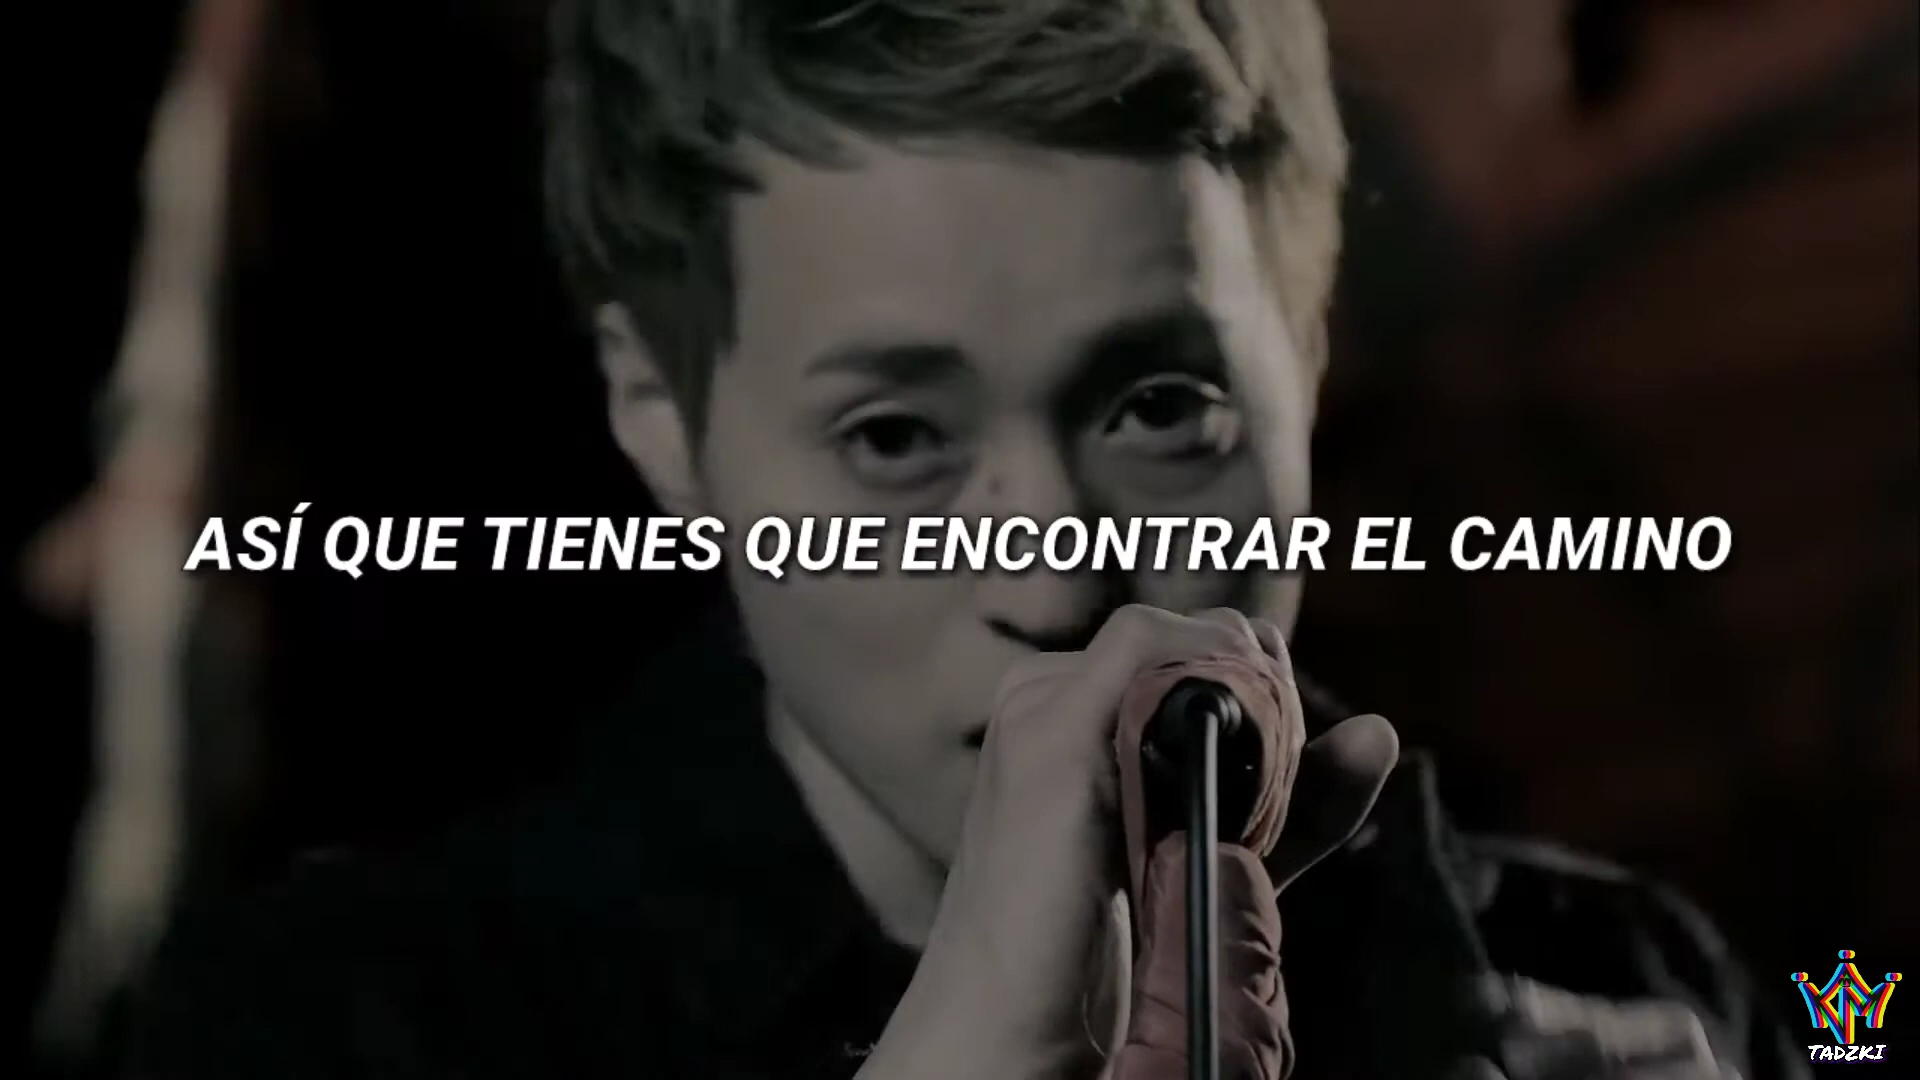 ASÍ QUE TIENES QUE ENCONTRAR EL CAMINO
TADZKI